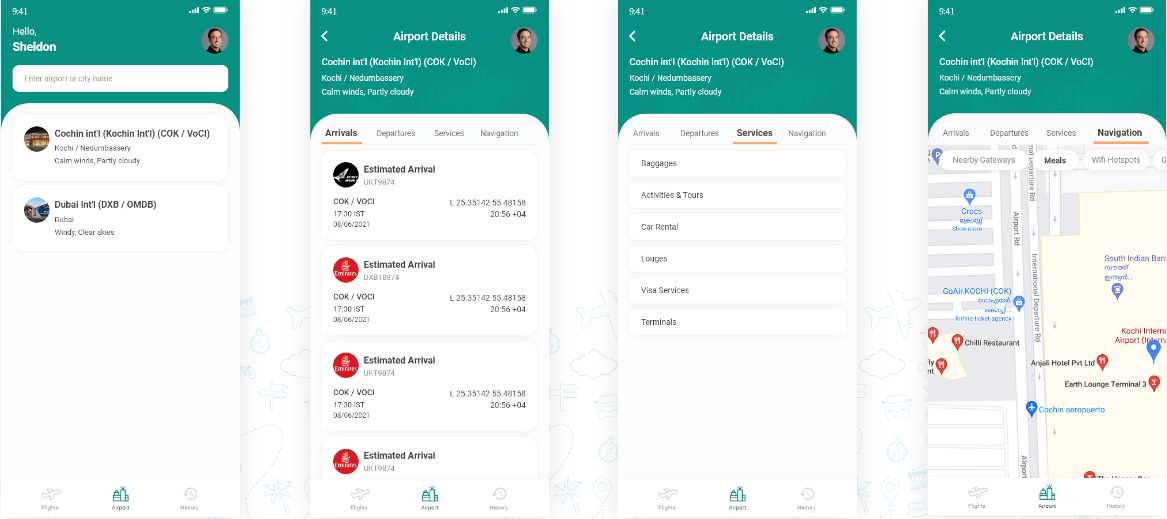 9:41
Hello,
Sheldon
Enter airport or city name
Cochin int'l (Kochin Int'l) (COK / VoCI)
Kochi / Nedumbassery
Calm winds, Partly cloudy
Dubai Int'l (DXB / OMDB)
Dubai
Windy, Clear skies
Flights
Airport
History
9:41
Airport Details
Cochin int'l (Kochin Int'l) (COK / VoCI)
Kochi / Nedumbassery
Calm winds, Partly cloudy
Arrivals Departures Services Navigation
Estimated Arrival
UKT9874
COK / VOCI L 25.35142 55.48158
17:30 IST 20:56 +04
08/06/2021
Emirates
Estimated Arrival
DXBT8874
COK / VOCI L 25.35142 55.48158
17:30 IST 20:56 +04
08/06/2021
Emirates
Estimated Arrival
UKT9874
COK / VOCI L 25.35142 55.48158
17:30 IST 20:56 +04
08/06/2021
Emirates
Estimated Arrival
UKT9874
Flights
Airport
History
9:41
Airport Details
Cochin int'l (Kochin Int'l) (COK / VoCI)
Kochi / Nedumbassery
Calm winds, Partly cloudy
Arrivals Departures Services Navigation
Baggages
Activities & Tours
Car Rental
Louges
Visa Services
Terminals
Flights
Airport
History
9:41
Airport Details
Cochin int'l (Kochin Int'l) (COK / VoCI)
Kochi / Nedumbassery
Calm winds, Partly cloudy
Arrivals Departures Services Navigation
Nearby Gateways Meals Wifi-Hotspots G
Crocs
Shoe store
Airport Rd
International Departure Rd
South Indian Ban
GoAir,KOCHI (COK)
Airline ticket agency
Kochi Interna
Airport (Interna
Chilli Restaurant
Anjali Hotel Pvt Ltd
Earth Lounge Terminal 3
Cochin aeropuerto
Airport
Flights
Airport
History